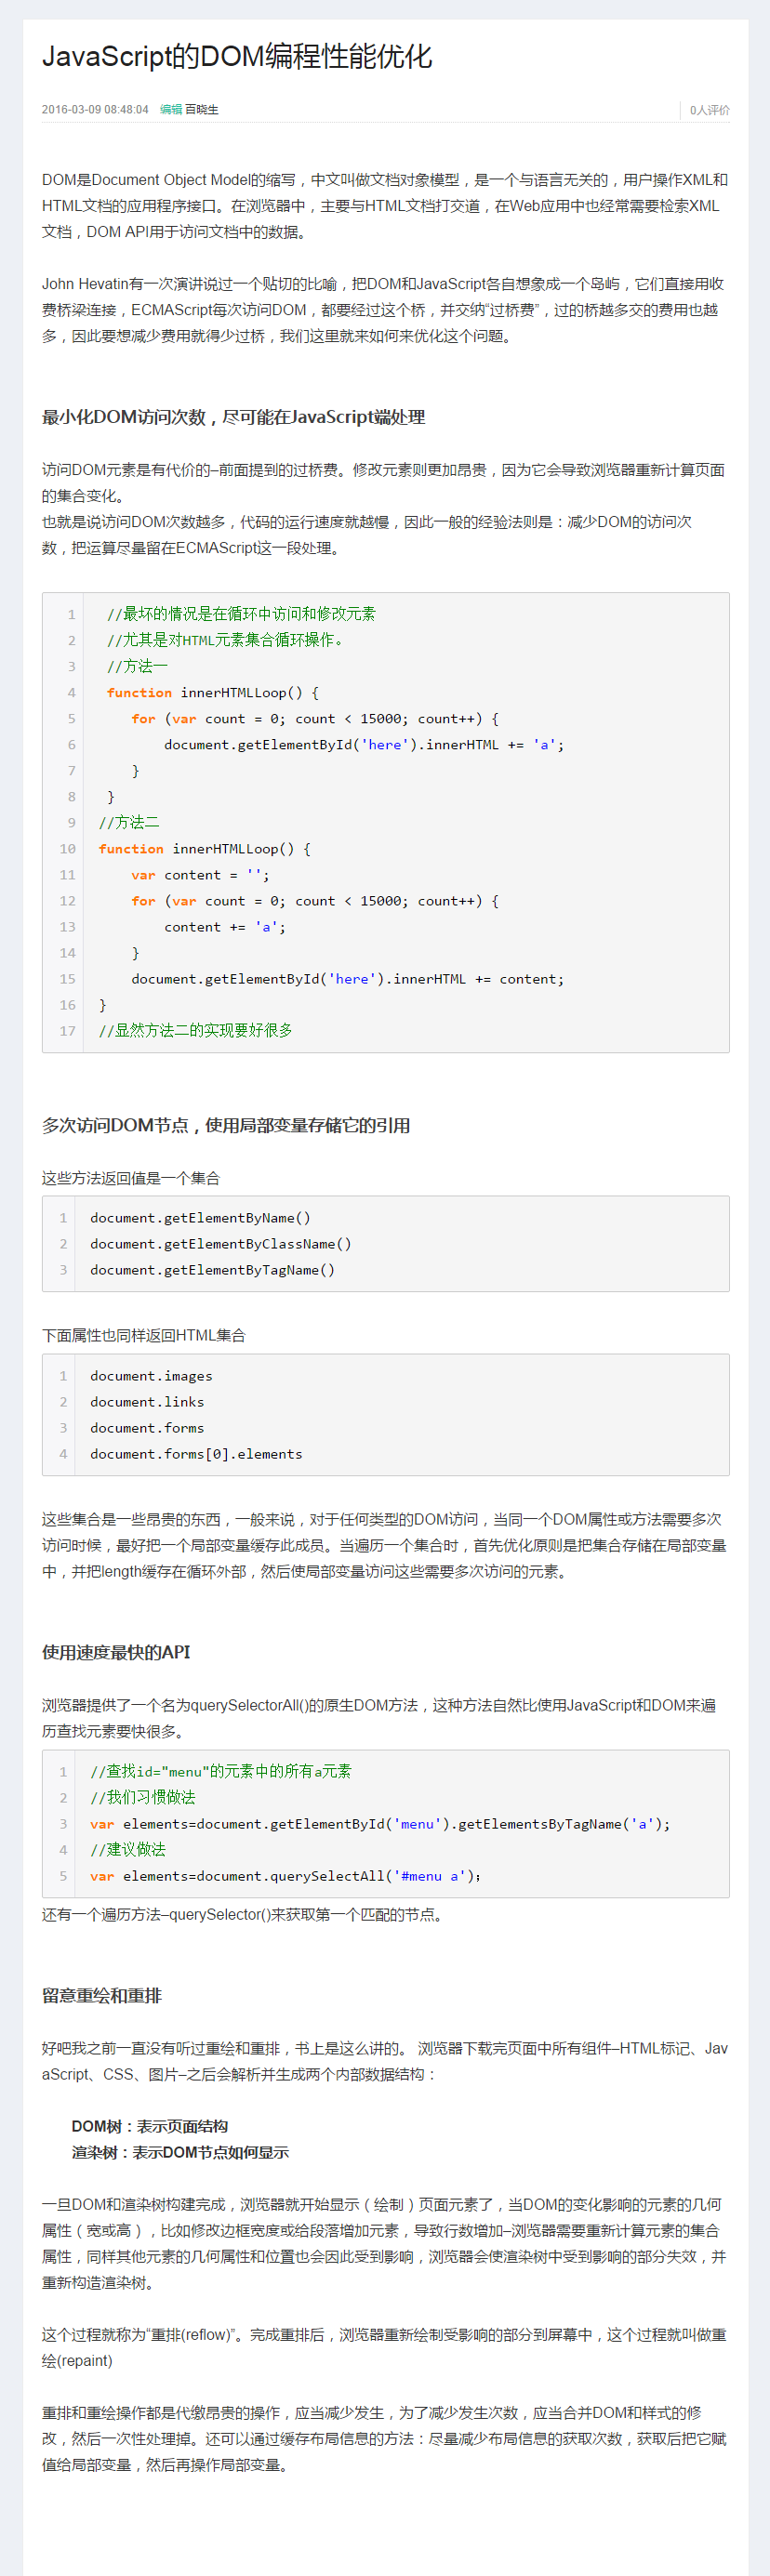 JavaScript的DOM编程性能优化
2016-03-09 08:48:04 编辑 百晓生 0人评价
DOM是Document Object Model的缩写，中文叫做文档对象模型，是一个与语言无关的，用户操作XML和
HTML文档的应用程序接口。在浏览器中，主要与HTML文档打交道，在Web应用中也经常需要检索XML
文档，DOM API用于访问文档中的数据。
John Hevatin有一次演讲说过一个贴切的比喻，把DOM和JavaScript各自想象成一个岛屿，它们直接用收
费桥梁连接，ECMAScript每次访问DOM，都要经过这个桥，并交纳“过桥费”，过的桥越多交的费用也越
多，因此要想减少费用就得少过桥，我们这里就来如何来优化这个问题。
最小化DOM访问次数，尽可能在JavaScript端处理
访问DOM元素是有代价的–前面提到的过桥费。修改元素则更加昂贵，因为它会导致浏览器重新计算页面
的集合变化。
也就是说访问DOM次数越多，代码的运行速度就越慢，因此一般的经验法则是：减少DOM的访问次
数，把运算尽量留在ECMAScript这一段处理。
1 //最坏的情况是在循环中访问和修改元素
2 //尤其是对HTML元素集合循环操作。
3 //方法一
4 function innerHTMLLoop() {
5 for (var count = 0; count < 15000; count++) {
6 document.getElementById('here').innerHTML += 'a';
7 }
8 }
9 //方法二
10 function innerHTMLLoop() {
11 var content = '';
12 for (var count = 0; count < 15000; count++) {
13 content += 'a';
14 }
15 document.getElementById('here').innerHTML += content;
16 }
17 //显然方法二的实现要好很多
多次访问DOM节点，使用局部变量存储它的引用
这些方法返回值是一个集合
1 document.getElementByName()
2 document.getElementByClassName()
3 document.getElementByTagName()
下面属性也同样返回HTML集合
1 document.images
2 document.links
3 document.forms
4 document.forms[0].elements
这些集合是一些昂贵的东西，一般来说，对于任何类型的DOM访问，当同一个DOM属性或方法需要多次
访问时候，最好把一个局部变量缓存此成员。当遍历一个集合时，首先优化原则是把集合存储在局部变量
中，并把length缓存在循环外部，然后使局部变量访问这些需要多次访问的元素。
使用速度最快的API
浏览器提供了一个名为querySelectorAll()的原生DOM方法，这种方法自然比使用JavaScript和DOM来遍
历查找元素要快很多。
1 //查找id="menu"的元素中的所有a元素
2 //我们习惯做法
3 var elements=document.getElementById('menu').getElementsByTagName('a');
4 //建议做法
5 var elements=document.querySelectAll('#menu a');
还有一个遍历方法–querySelector()来获取第一个匹配的节点。
留意重绘和重排
好吧我之前一直没有听过重绘和重排，书上是这么讲的。 浏览器下载完页面中所有组件–HTML标记、Jav
aScript、CSS、图片–之后会解析并生成两个内部数据结构：
DOM树：表示页面结构
渲染树：表示DOM节点如何显示
一旦DOM和渲染树构建完成，浏览器就开始显示（绘制）页面元素了，当DOM的变化影响的元素的几何
属性（宽或高），比如修改边框宽度或给段落增加元素，导致行数增加–浏览器需要重新计算元素的集合
属性，同样其他元素的几何属性和位置也会因此受到影响，浏览器会使渲染树中受到影响的部分失效，并
重新构造渲染树。
这个过程就称为“重排(reflow)”。完成重排后，浏览器重新绘制受影响的部分到屏幕中，这个过程就叫做重
绘(repaint)
重排和重绘操作都是代缴昂贵的操作，应当减少发生，为了减少发生次数，应当合并DOM和样式的修
改，然后一次性处理掉。还可以通过缓存布局信息的方法：尽量减少布局信息的获取次数，获取后把它赋
值给局部变量，然后再操作局部变量。